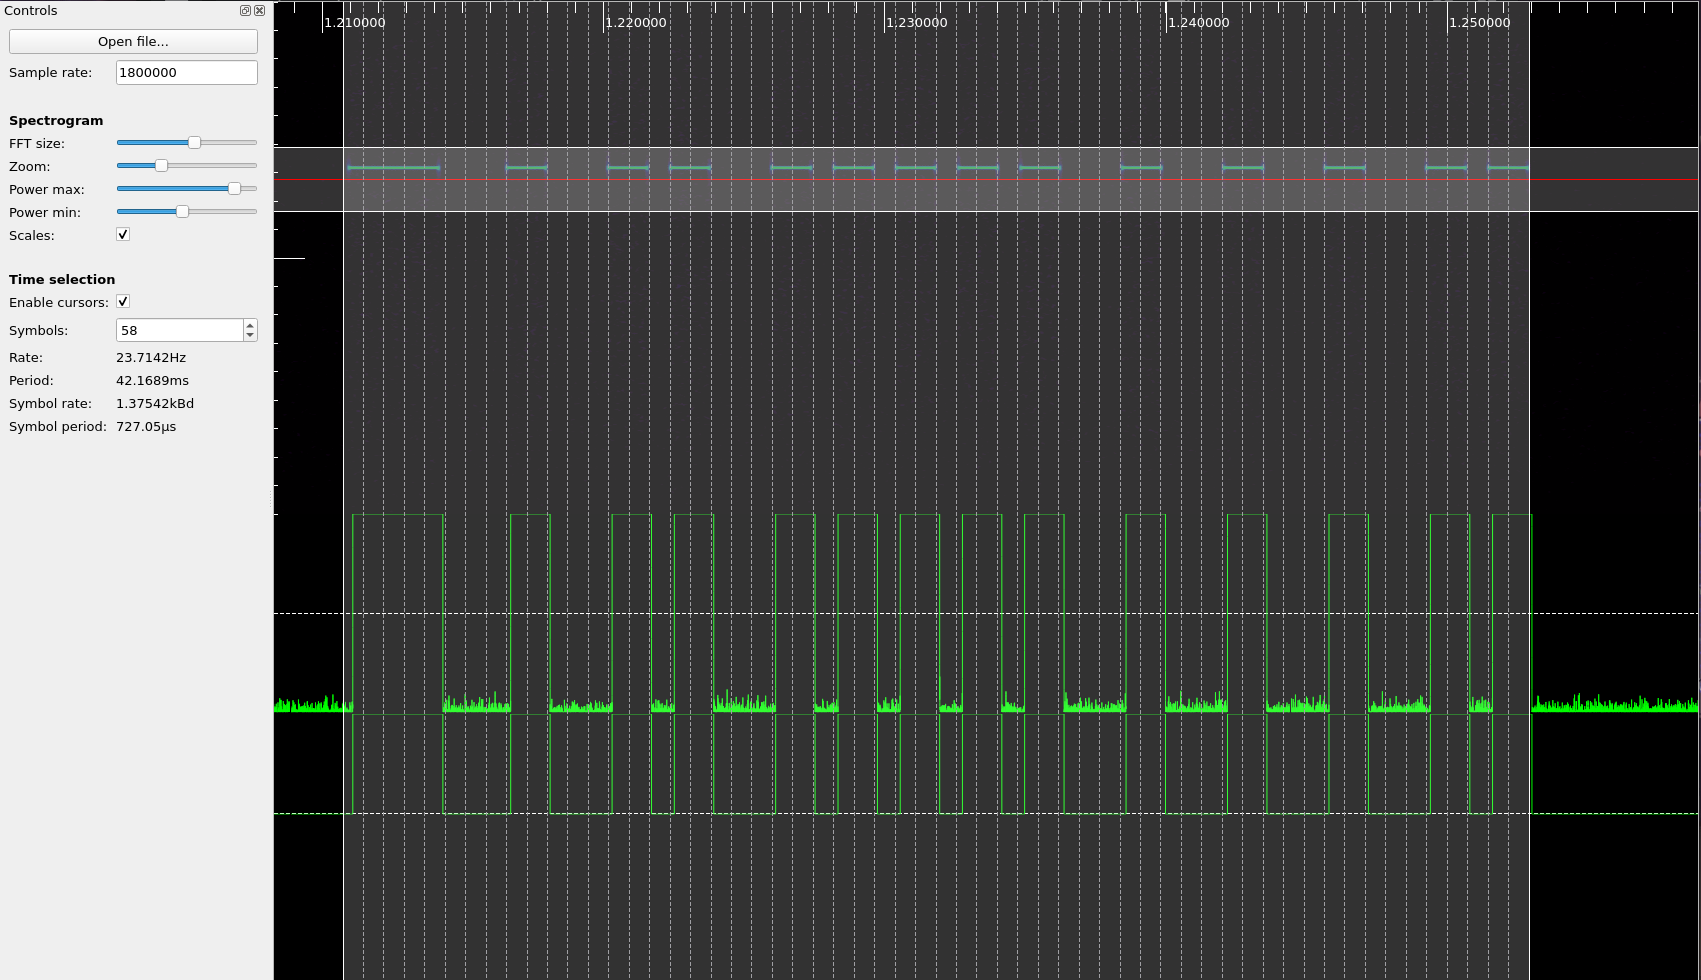 Controls
Open file...
Sample rate: 1800000
Spectrogram
FFT size:
Zoom:
Power max:
Power min:
Scales:
Time selection
Enable cursors:
Symbols: 58
Rate: 23.7142Hz
Period: 42.1689ms
Symbol rate: 1.37542kBd
Symbol period: 727.05µs
1.210000 1.220000 1.230000 1.240000 1.250000